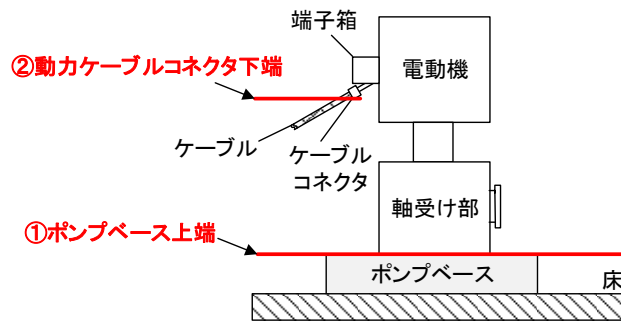 端子箱
②動力ケーブルコネクタ下端
電動機
ケーブル
ケーブル
コネクタ
軸受け部
①ポンプベース上端
ポンプベース
床